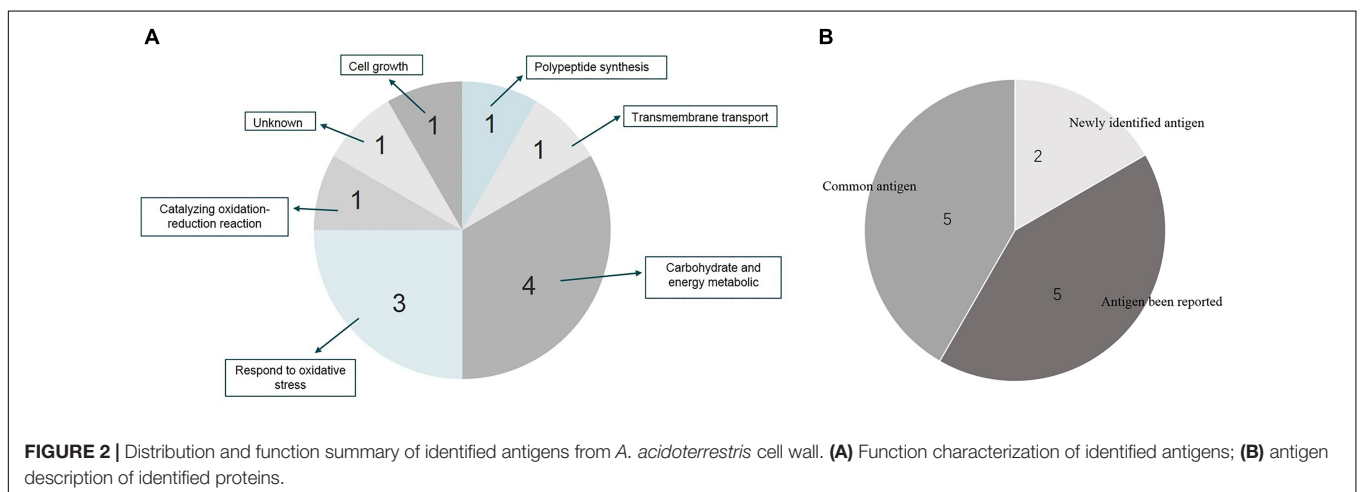 A
B
Cell growth
Polypeptide synthesis
Unknown
Transmembrane transport
Catalyzing oxidation-
reduction reaction
Carbohydrate and
energy metabolic
Respond to oxidative
stress
1
1
1
1
1
3
4
Newly identified antigen
2
Common antigen
5
5
Antigen been reported
FIGURE 2 | Distribution and function summary of identified antigens from A. acidoterrestris cell wall. (A) Function characterization of identified antigens; (B) antigen
description of identified proteins.